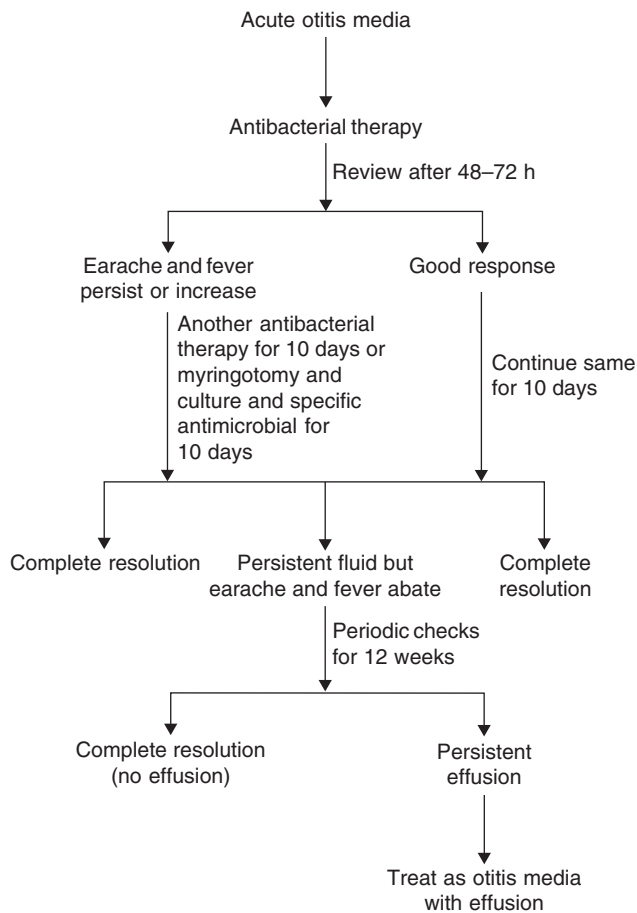 Acute otitis media
Antibacterial therapy
Review after 48–72 h
Earache and fever
persist or increase
Good response
Another antibacterial
therapy for 10 days or
myringotomy and
culture and specific
antimicrobial for
10 days
Continue same
for 10 days
Complete resolution
Persistent fluid but
earache and fever abate
Complete
resolution
Periodic checks
for 12 weeks
Complete resolution
(no effusion)
Persistent
effusion
Treat as otitis media
with effusion